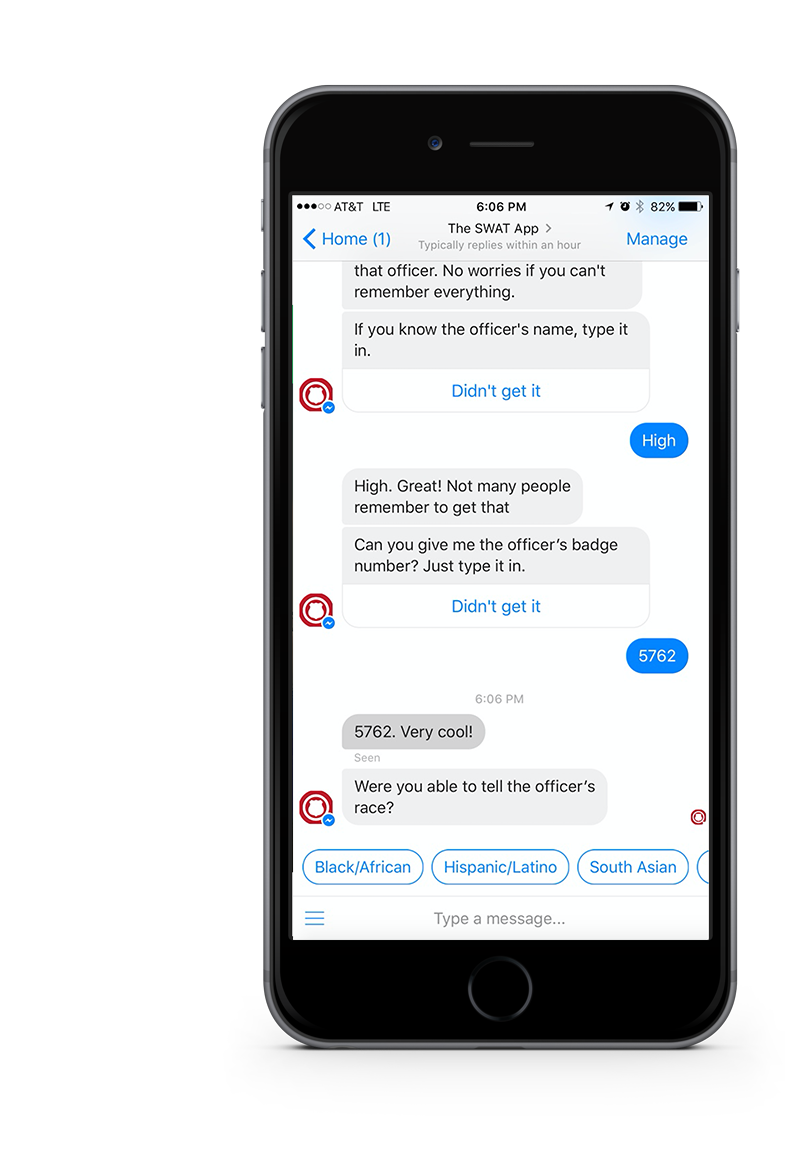 AT&T LTE 6:06 PM 82%
Home (1) The SWAT App Manage
Typically replies within an hour
that officer. No worries if you can't
remember everything.
If you know the officer's name, type it
in.
Didn't get it
High
High. Great! Not many people
remember to get that
Can you give me the officer’s badge
number? Just type it in.
Didn't get it
5762
6:06 PM
5762. Very cool!
Seen
Were you able to tell the officer’s
race?
Black/African Hispanic/Latino South Asian
Type a message...